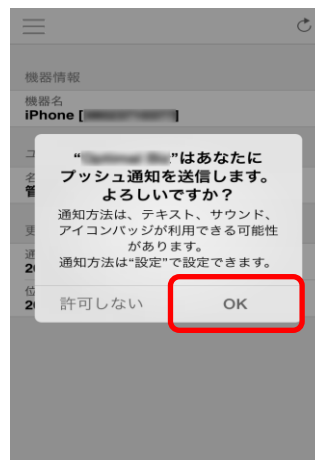 機器情報
機器名
iPhone [
“ ”はあなたに
プッシュ通知を送信します。
よろしいですか？
通知方法は、テキスト、サウンド、
アイコンバッジが利用できる可能性
があります。
通知方法は“設定”で設定できます。
許可しない
OK